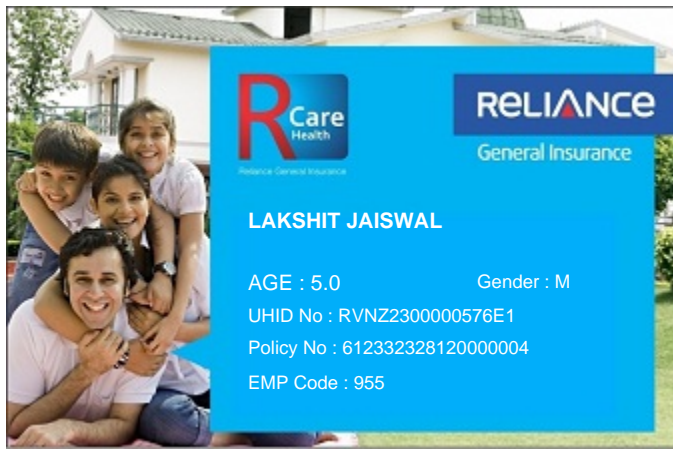 R Care
Health
Reliance General Insurance
RELIANCE
General Insurance
LAKSHIT JAISWAL
AGE : 5.0
Gender : M
UHID No : RVNZ2300000576E1
Policy No : 612332328120000004
EMP Code : 955